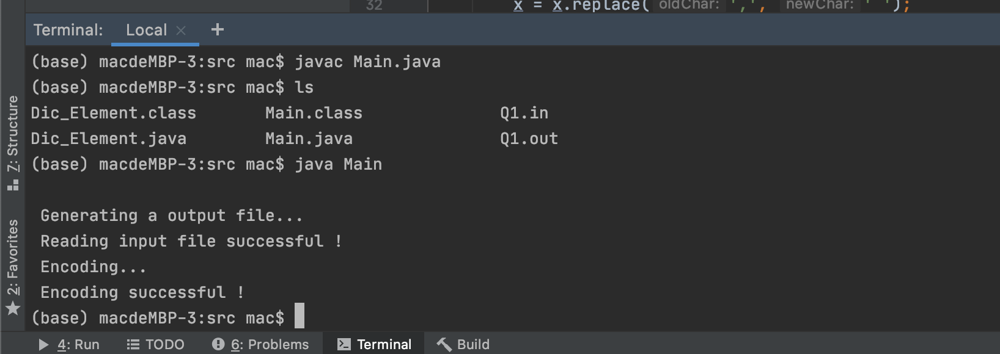 32 x = x.replace( oldChar: ',', newChar: ' ');
Terminal: Local × +
(base) macdeMBP-3:src mac$ javac Main.java
(base) macdeMBP-3:src mac$ ls
Dic_Element.class Main.class Q1.in
Dic_Element.java Main.java Q1.out
(base) macdeMBP-3:src mac$ java Main
Generating a output file...
Reading input file successful !
Encoding...
Encoding successful !
(base) macdeMBP-3:src mac$
7: Structure
2: Favorites
4: Run TODO 6: Problems Terminal Build